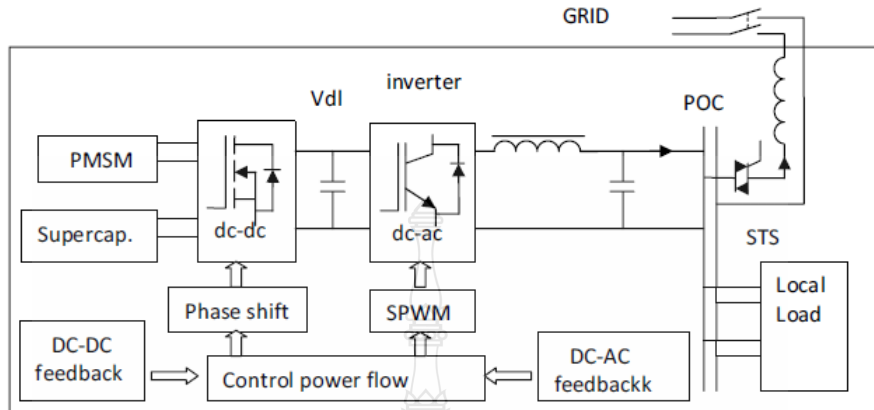 GRID
inverter
Vdl
POC
PMSM
Supercap.
dc-dc
dc-ac
STS
Phase shift
SPWM
Local
Load
DC-DC
feedback
Control power flow
DC-AC
feedbackk